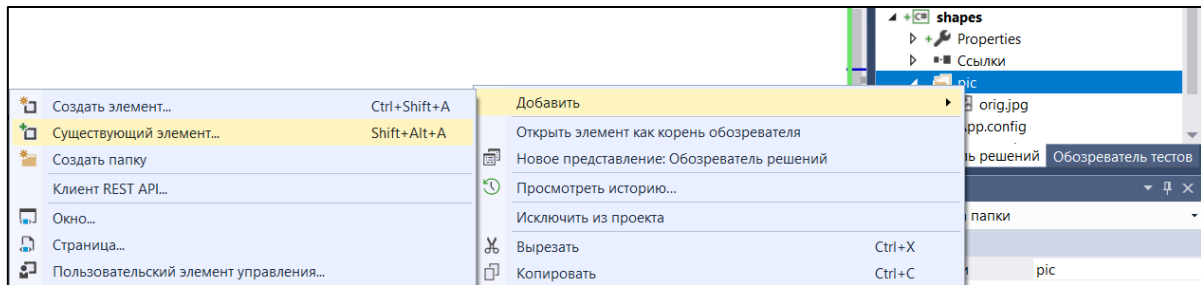 shapes
Properties
Ссылки
pic
orig.jpg
pp.config
ь решений Обозреватель тестов
папки
pic
Добавить
Открыть элемент как корень обозревателя
Новое представление: Обозреватель решений
Просмотреть историю...
Исключить из проекта
Вырезать Ctrl+X
Копировать Ctrl+C
Создать элемент... Ctrl+Shift+A
Существующий элемент... Shift+Alt+A
Создать папку
Клиент REST API...
Окно...
Страница...
Пользовательский элемент управления...